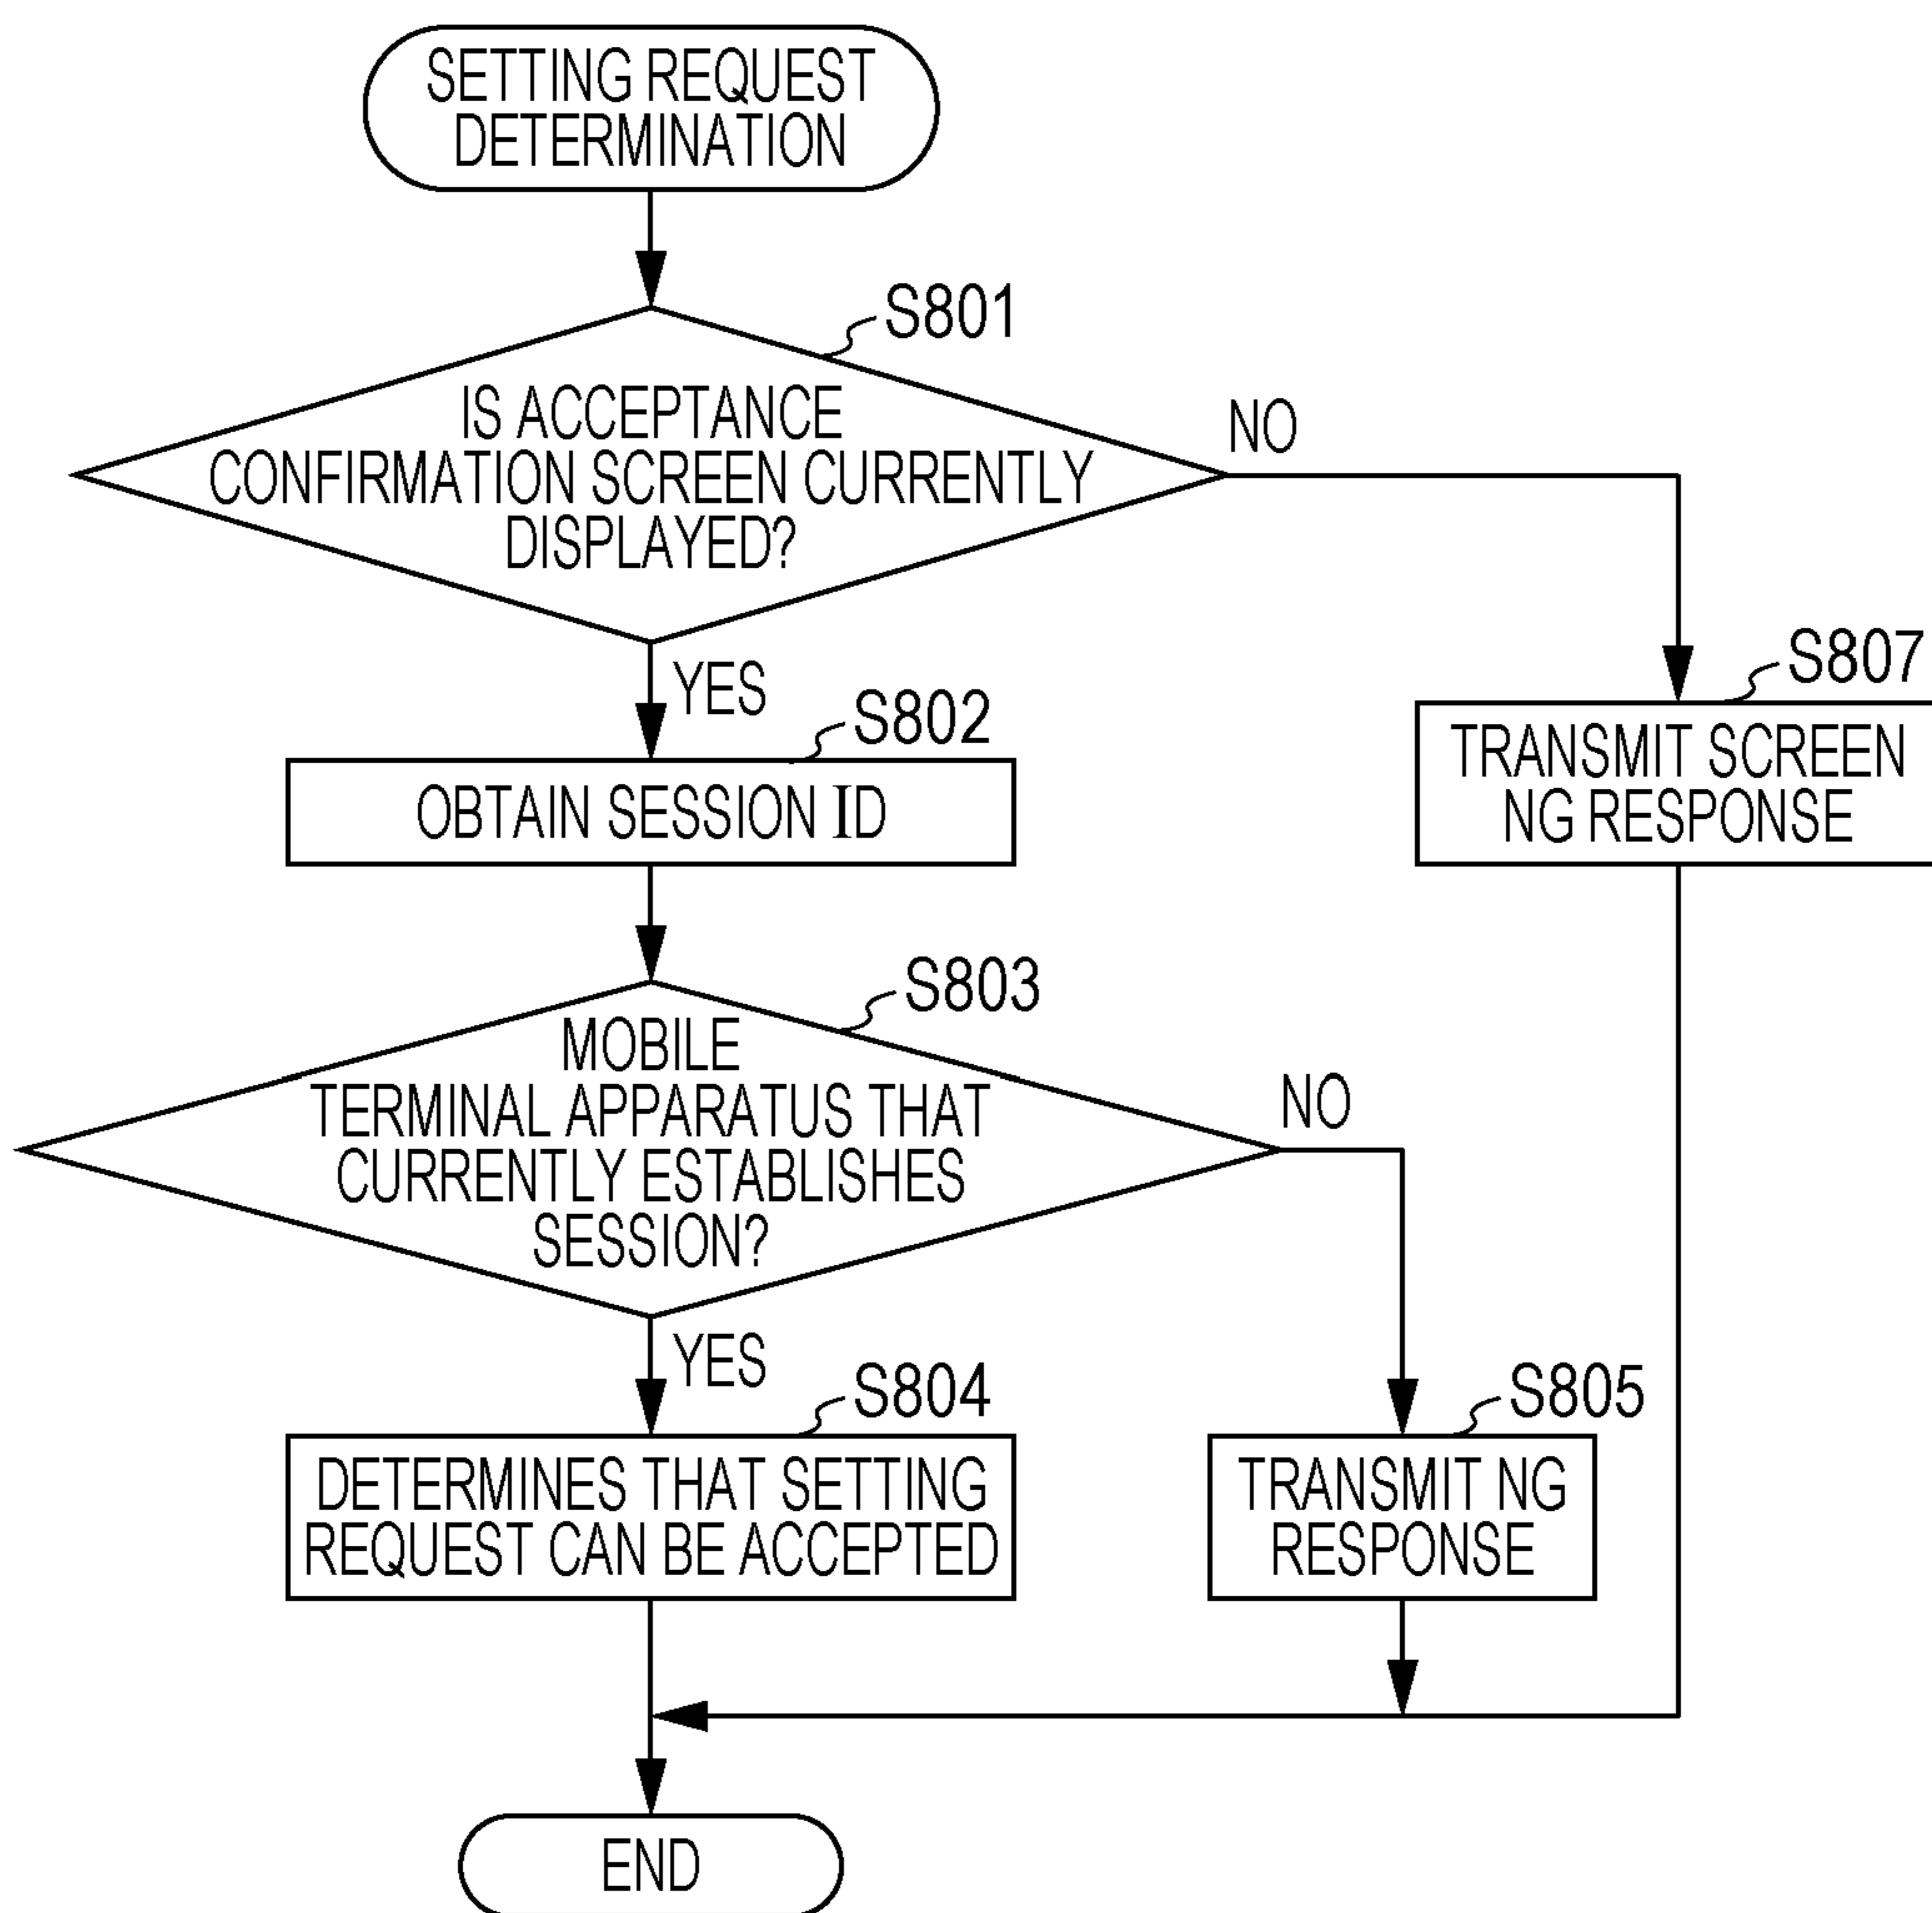 SETTING REQUEST
DETERMINATION
S801
IS ACCEPTANCE
CONFIRMATION SCREEN CURRENTLY
DISPLAYED?
NO
YES
S802
OBTAIN SESSION ID
S807
TRANSMIT SCREEN
NG RESPONSE
S803
MOBILE
TERMINAL APPARATUS THAT
CURRENTLY ESTABLISHES
SESSION?
NO
YES
S804
DETERMINES THAT SETTING
REQUEST CAN BE ACCEPTED
S805
TRANSMIT NG
RESPONSE
END